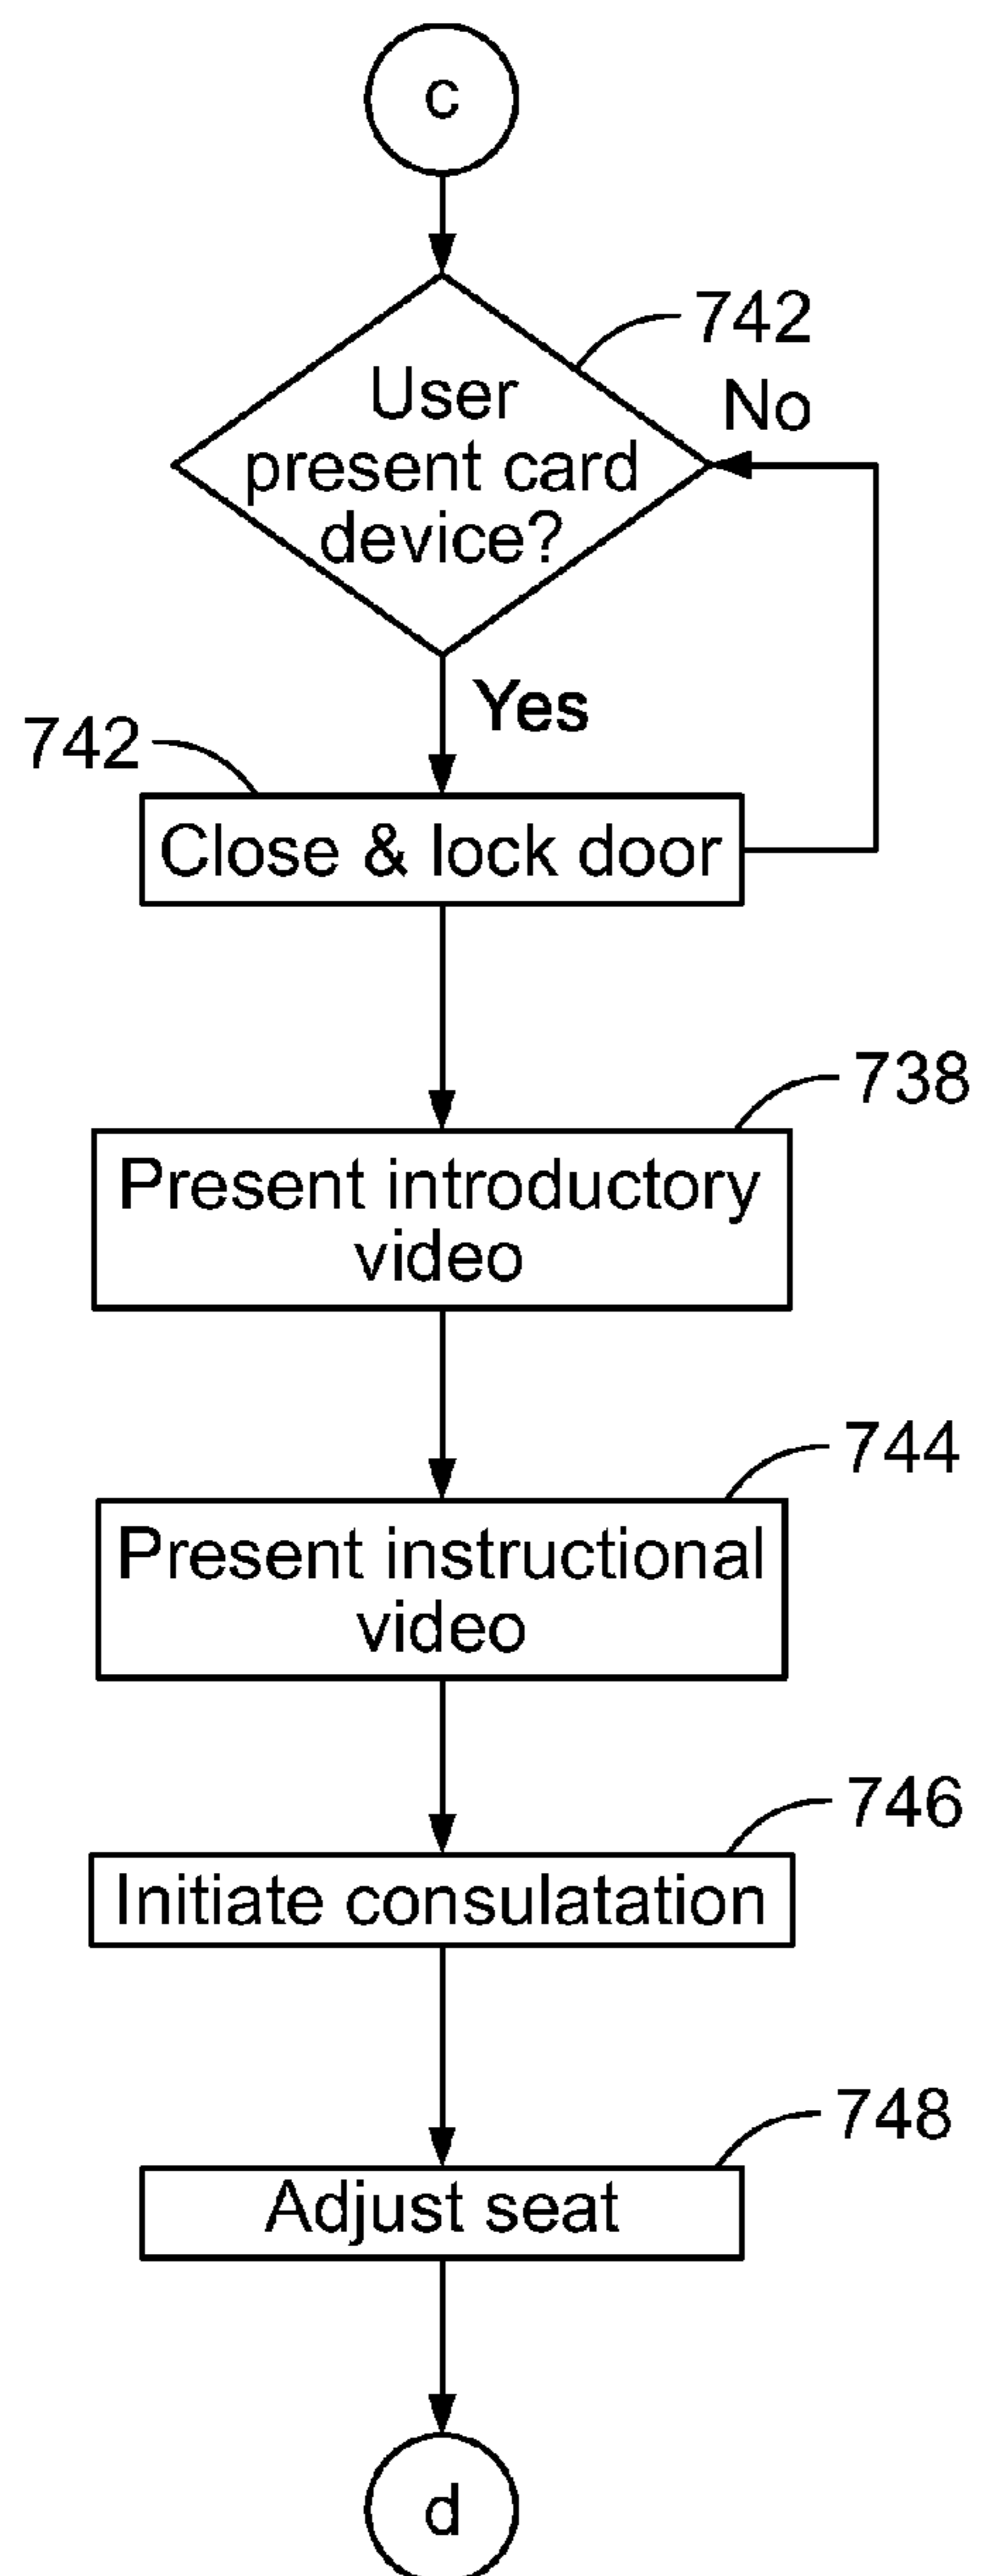 c
742
No
User
present card
device?
Yes
742
Close & lock door
738
Present introductory
video
744
Present instructional
video
746
Initiate consulatation
748
Adjust seat
d